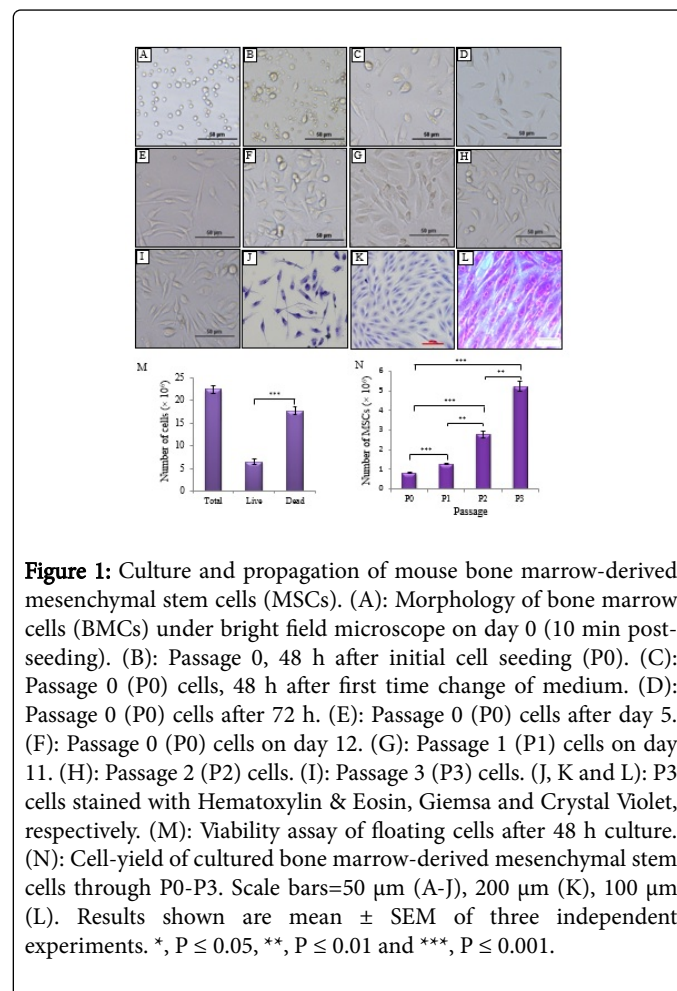 A B C D
50 µm 50 µm 50 µm 50 µm
E F G H
50 µm 50 µm 50 µm 50 µm
I J K L
50 µm
M
Number of cells (× 10⁶)
25
20
15
10
5
0
***
Total Live Dead
N
Number of MSCs (× 10⁶)
6
5
4
3
2
1
0
***
*** **
*** **
P0 P1 P2 P3
Passage
Figure 1: Culture and propagation of mouse bone marrow-derived
mesenchymal stem cells (MSCs). (A): Morphology of bone marrow
cells (BMCs) under bright field microscope on day 0 (10 min post-
seeding). (B): Passage 0, 48 h after initial cell seeding (P0). (C):
Passage 0 (P0) cells, 48 h after first time change of medium. (D):
Passage 0 (P0) cells after 72 h. (E): Passage 0 (P0) cells after day 5.
(F): Passage 0 (P0) cells on day 12. (G): Passage 1 (P1) cells on day
11. (H): Passage 2 (P2) cells. (I): Passage 3 (P3) cells. (J, K and L): P3
cells stained with Hematoxylin & Eosin, Giemsa and Crystal Violet,
respectively. (M): Viability assay of floating cells after 48 h culture.
(N): Cell-yield of cultured bone marrow-derived mesenchymal stem
cells through P0-P3. Scale bars=50 μm (A-J), 200 μm (K), 100 μm
(L). Results shown are mean ± SEM of three independent
experiments. *, P ≤ 0.05, **, P ≤ 0.01 and ***, P ≤ 0.001.